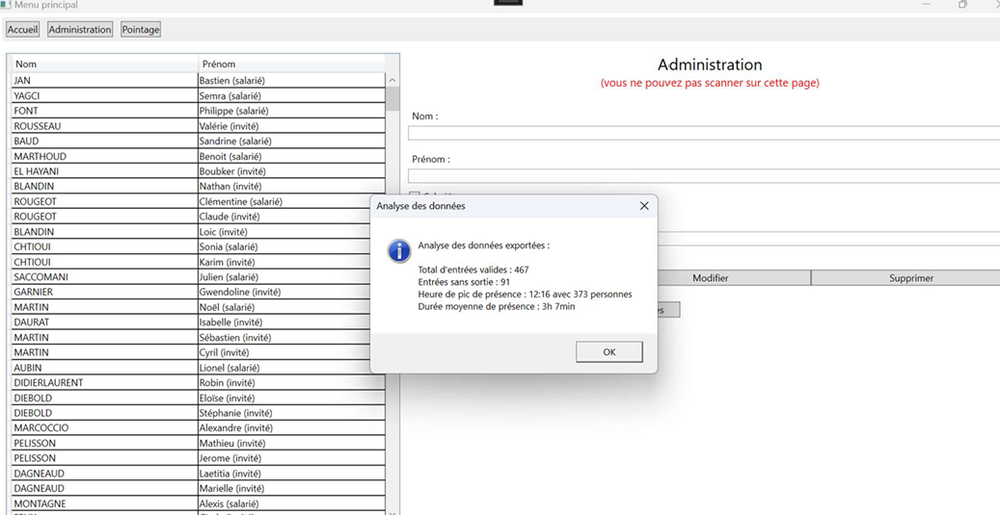 Menu principal
Accueil Administration Pointage
Nom Prénom
JAN Bastien (salarié)
YAGCI Semra (salarié)
FONT Philippe (salarié)
ROUSSEAU Valérie (invité)
BAUD Sandrine (salarié)
MARTHOUD Benoit (salarié)
EL HAYANI Boubker (invité)
BLANDIN Nathan (invité)
ROUGEOT Clémentine (salarié)
ROUGEOT Claude (invité)
BLANDIN Loic (invité)
CHTIOUI Sonia (salarié)
CHTIOUI Karim (invité)
SACCOMANI Julien (salarié)
GARNIER Gwendoline (invité)
MARTIN Noël (salarié)
DAURAT Isabelle (invité)
MARTIN Sébastien (invité)
MARTIN Cyril (invité)
AUBIN Lionel (salarié)
DIDIERLAURENT Robin (invité)
DIEBOLD Eloïse (invité)
DIEBOLD Stéphanie (invité)
MARCOCCIO Alexandre (invité)
PELISSON Mathieu (invité)
PELISSON Jerome (invité)
DAGNEAUD Laetitia (invité)
DAGNEAUD Marielle (invité)
MONTAGNE Alexis (salarié)
Administration
(vous ne pouvez pas scanner sur cette page)
Nom :
Prénom :
Modifier Supprimer
Analyse des données
Analyse des données exportées :
Total d'entrées valides : 467
Entrées sans sortie : 91
Heure de pic de présence : 12:16 avec 373 personnes
Durée moyenne de présence : 3h 7min
OK